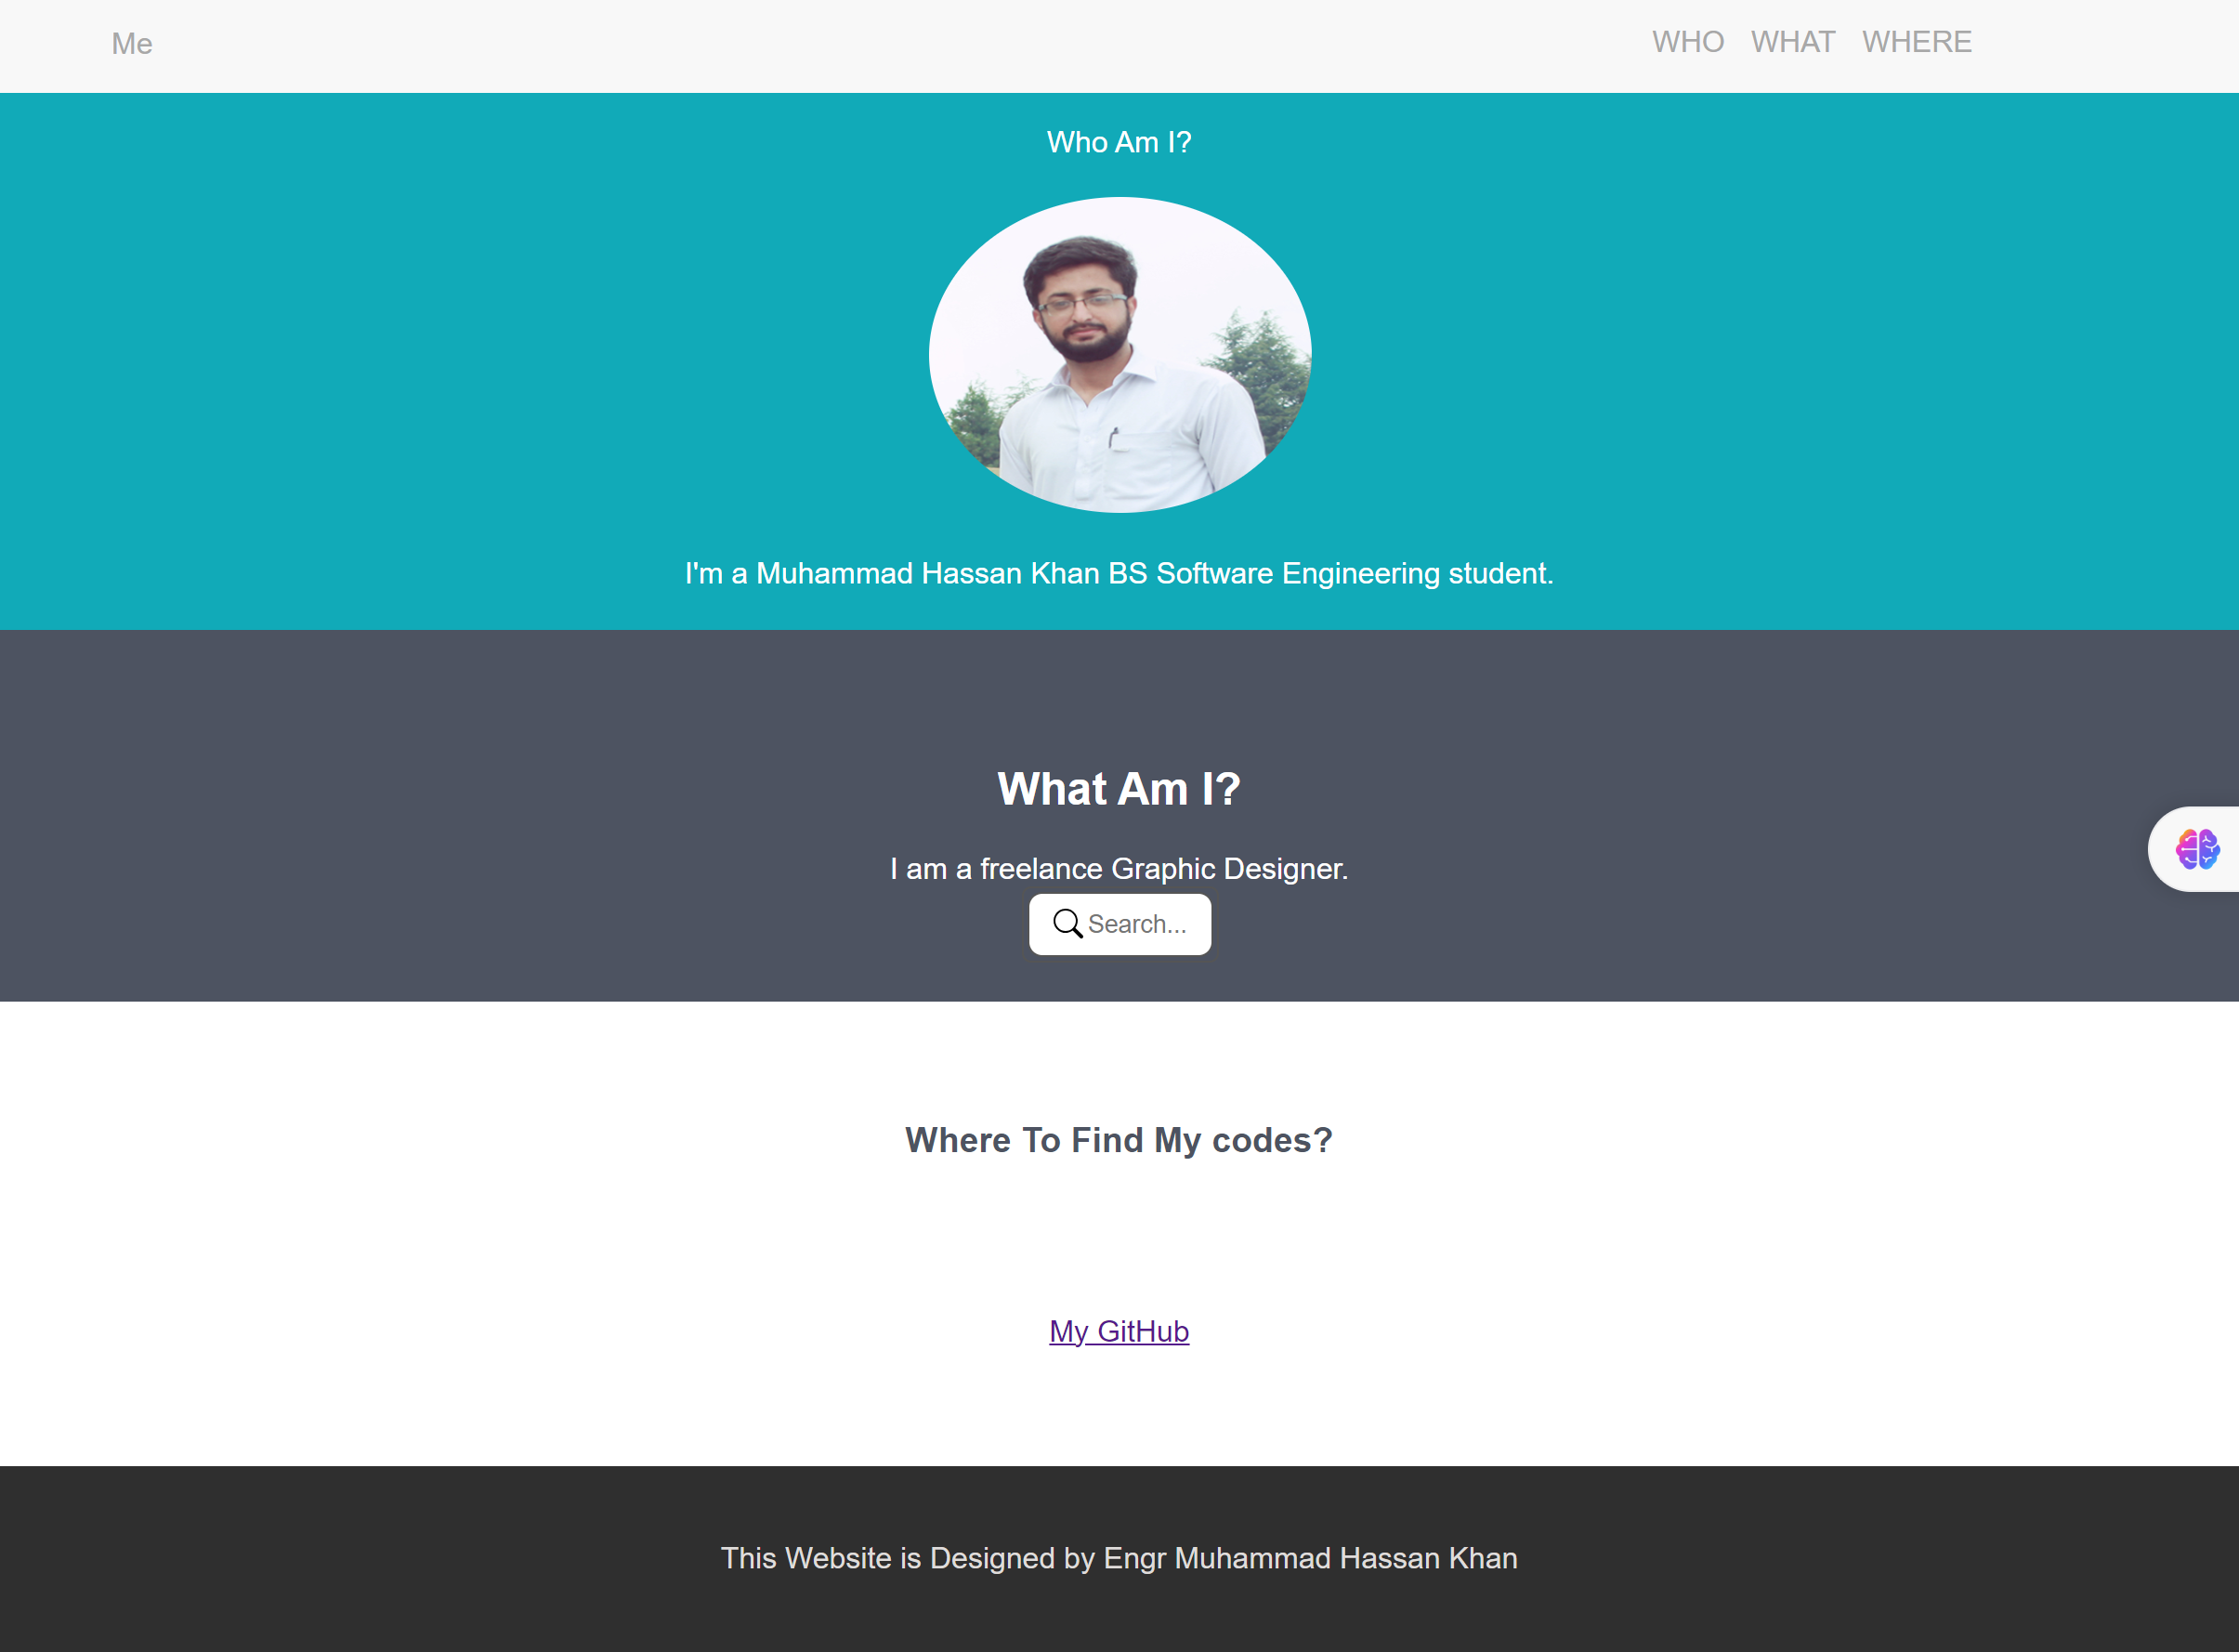 Me
WHO WHAT WHERE
Who Am I?
I'm a Muhammad Hassan Khan BS Software Engineering student.
What Am I?
I am a freelance Graphic Designer.
Search...
Where To Find My codes?
My GitHub
This Website is Designed by Engr Muhammad Hassan Khan